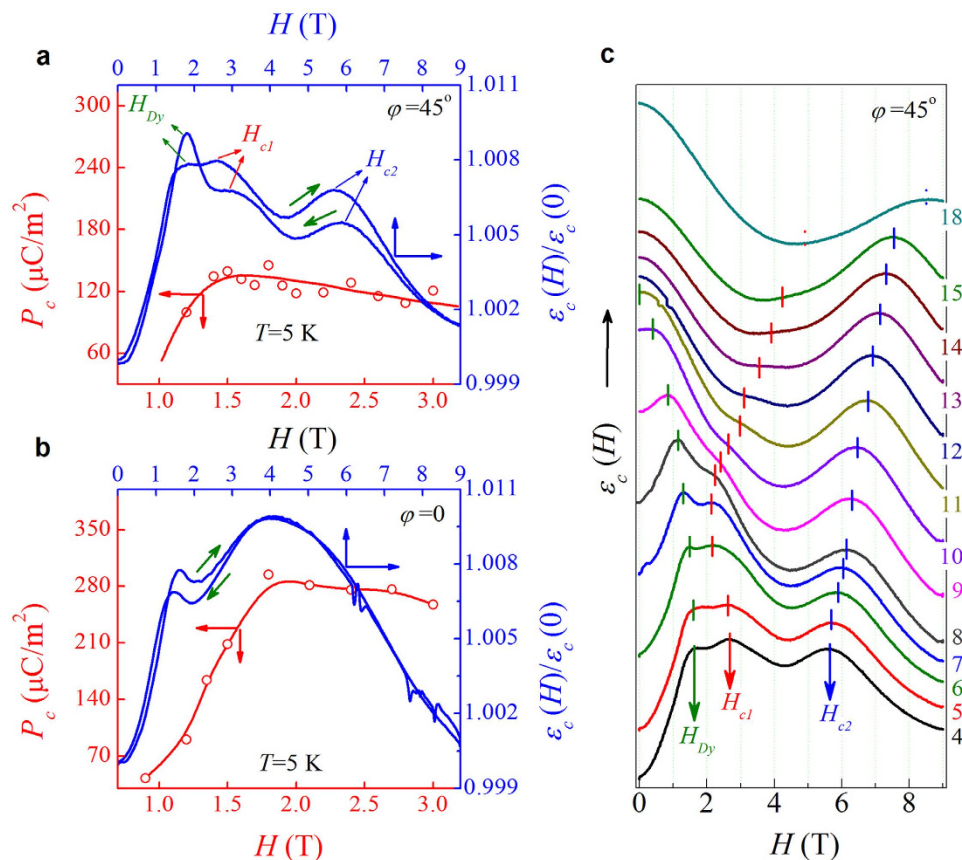 H (T)
a
0 1 2 3 4 5 6 7 8 9
1.011
1.008
1.005
1.002
0.999
φ=45°
H_Dy
H_c1
H_c2
300
240
180
120
60
P_c (μC/m²)
ε_c(H)/ε_c(0)
T=5 K
1.0 1.5 2.0 2.5 3.0
H (T)
b
0 1 2 3 4 5 6 7 8 9
1.011
1.008
1.005
1.002
0.999
φ=0
350
280
210
140
70
P_c (μC/m²)
ε_c(H)/ε_c(0)
T=5 K
1.0 1.5 2.0 2.5 3.0
H (T)
c
φ=45°
ε_c(H)
18
15
14
13
12
11
10
9
8
7
6
5
4
H_Dy
H_c1
H_c2
0 2 4 6 8
H (T)